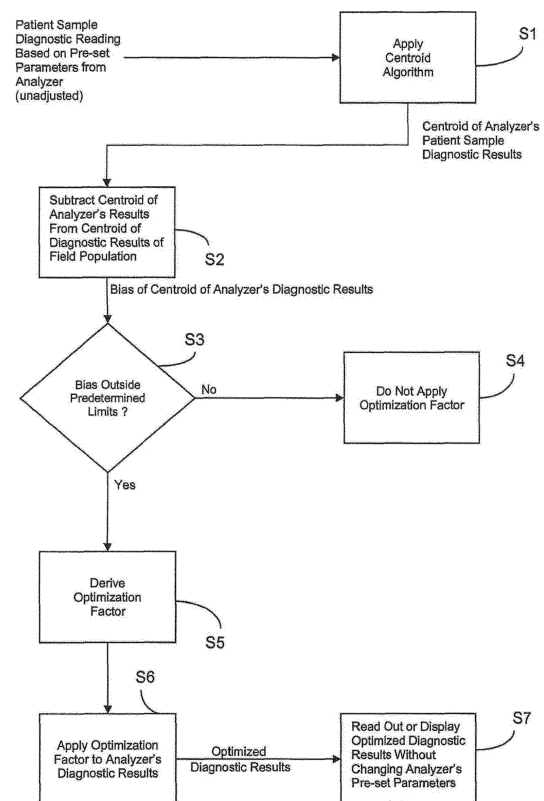 Patient Sample
Diagnostic Reading
Based on Pre-set
Parameters from
Analyzer
(unadjusted)
Apply
Centroid
Algorithm
S1
Centroid of Analyzer's
Patient Sample
Diagnostic Results
Subtract Centroid of
Analyzer's Results
From Centroid of
Diagnostic Results of
Field Population
S2
Bias of Centroid of Analyzer's Diagnostic Results
S3
Bias Outside
Predetermined
Limits ?
No
Do Not Apply
Optimization Factor
S4
Yes
Derive
Optimization
Factor
S5
S6
Apply Optimization
Factor to Analyzer's
Diagnostic Results
Optimized
Diagnostic Results
Read Out or Display
Optimized Diagnostic
Results Without
Changing Analyzer's
Pre-set Parameters
S7